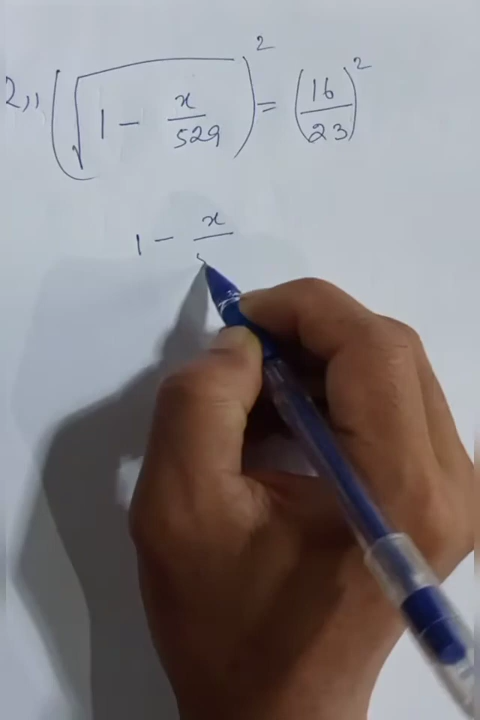 2,, (√(1 - x/529))² = (16/23)²
1 - x/